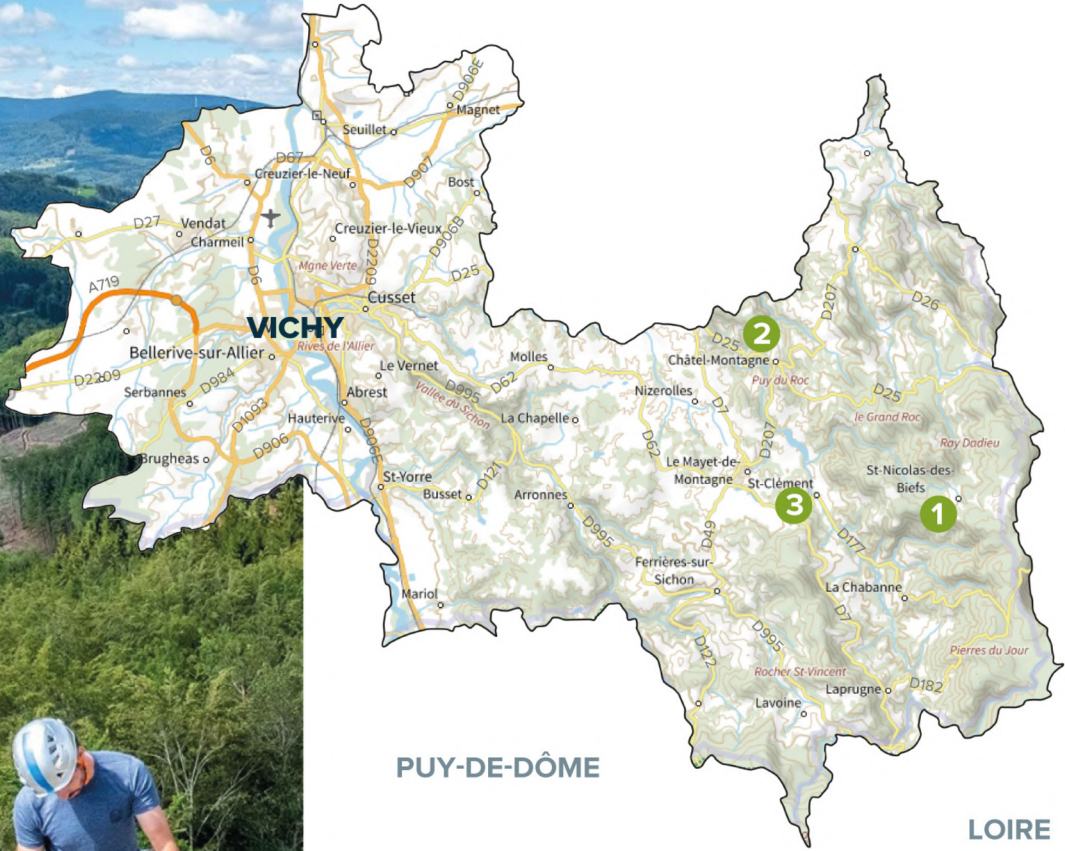 D906E
Magnet
Seuillet
D6
D67
Creuzier-le-Neuf
D907
Bost
D27
Vendat
Charmeil
Creuzier-le-Vieux
D906B
Mgne Verte
D2209
D25
D6
A719
Cusset
VICHY
Rives de l'Allier
Bellerive-sur-Allier
D2209
Le Vernet
Molles
D995
D62
Serbannes
D984
Abrest
Vallée du Sichon
La Chapelle
D1093
Hauterive
D906
D906E
Brugheas
St-Yorre
Busset
D121
Arronnes
D995
Mariol
D26
D207
2
D25
Châtel-Montagne
Puy du Roc
D25
Nizerolles
D7
le Grand Roc
D207
Ray Dadieu
D62
Le Mayet-de-
Montagne
St-Clément
St-Nicolas-des-
Biefs
3
1
D49
D177
Ferrières-sur-
Sichon
La Chabanne
D7
D995
D122
Pierres du Jour
Rocher St-Vincent
Laprugne
D182
Lavoine
PUY-DE-DÔME
LOIRE